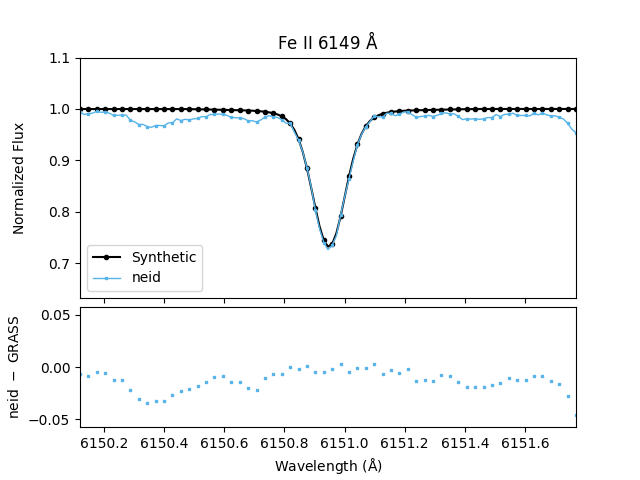 Fe II 6149 Å
1.1
1.0
0.9
0.8
0.7
Normalized Flux
Synthetic
neid
0.05
0.00
−0.05
neid − GRASS
6150.2 6150.4 6150.6 6150.8 6151.0 6151.2 6151.4 6151.6
Wavelength (Å)